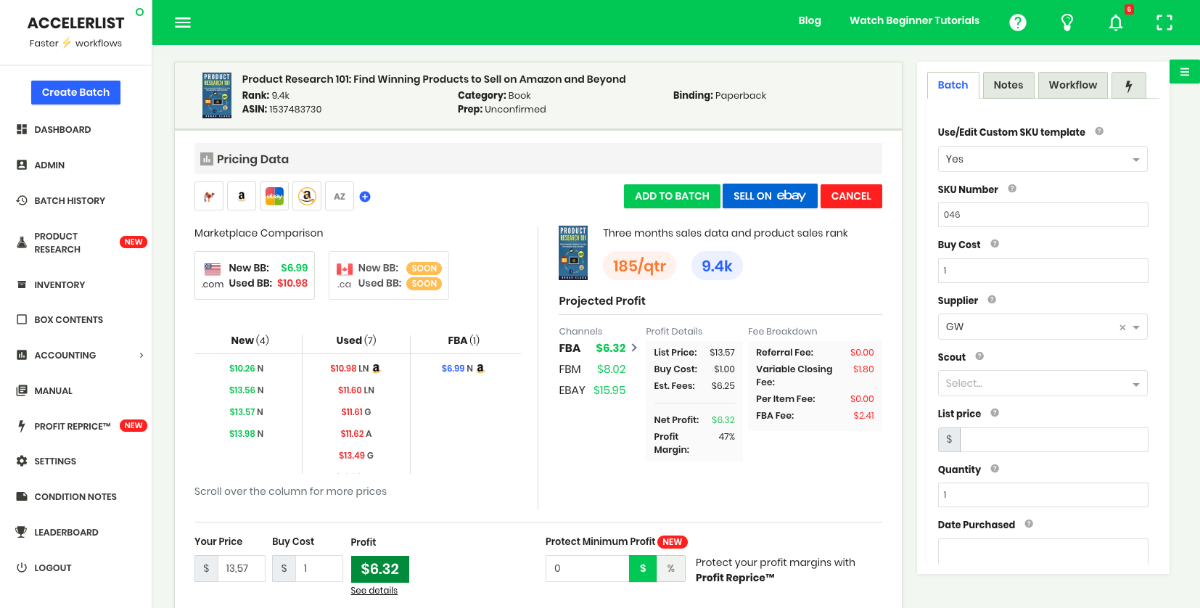 ACCELERLIST
Faster ⚡ workflows
Blog
Watch Beginner Tutorials
6
Create Batch
DASHBOARD
ADMIN
BATCH HISTORY
PRODUCT
RESEARCH
NEW
INVENTORY
BOX CONTENTS
ACCOUNTING
MANUAL
PROFIT REPRICE™
NEW
SETTINGS
CONDITION NOTES
LEADERBOARD
LOGOUT
PRODUCT
RESEARCH 101
Product Research 101: Find Winning Products to Sell on Amazon and Beyond
Rank: 9.4k
Category: Book
Binding: Paperback
ASIN: 1537483730
Prep: Unconfirmed
Pricing Data
a
eBay
a
AZ
ADD TO BATCH
SELL ON ebay
CANCEL
Marketplace Comparison
.com
New BB: $6.99
Used BB: $10.98
.ca
New BB: SOON
Used BB: SOON
New (4)
$10.26 N
$13.56 N
$13.57 N
$13.98 N
Used (7)
$10.98 LN a
$11.60 LN
$11.61 G
$11.62 A
$13.49 G
FBA (1)
$6.99 N a
Scroll over the column for more prices
PRODUCT
RESEARCH 101
Three months sales data and product sales rank
185/qtr
9.4k
Projected Profit
Channels
FBA $6.32
FBM $8.02
EBAY $15.95
Profit Details
List Price: $13.57
Buy Cost: $1.00
Est. Fees: $6.25
Net Profit: $6.32
Profit
Margin: 47%
Fee Breakdown
Referral Fee: $0.00
Variable Closing
Fee: $1.80
Per Item Fee: $0.00
FBA Fee: $2.41
Your Price
$ 13,57
Buy Cost
$ 1
Profit
$6.32
See details
Protect Minimum Profit NEW
0 $ %
Protect your profit margins with
Profit Reprice™
Batch
Notes
Workflow
Use/Edit Custom SKU template
Yes
SKU Number
046
Buy Cost
1
Supplier
GW
Scout
Select...
List price
$
Quantity
1
Date Purchased